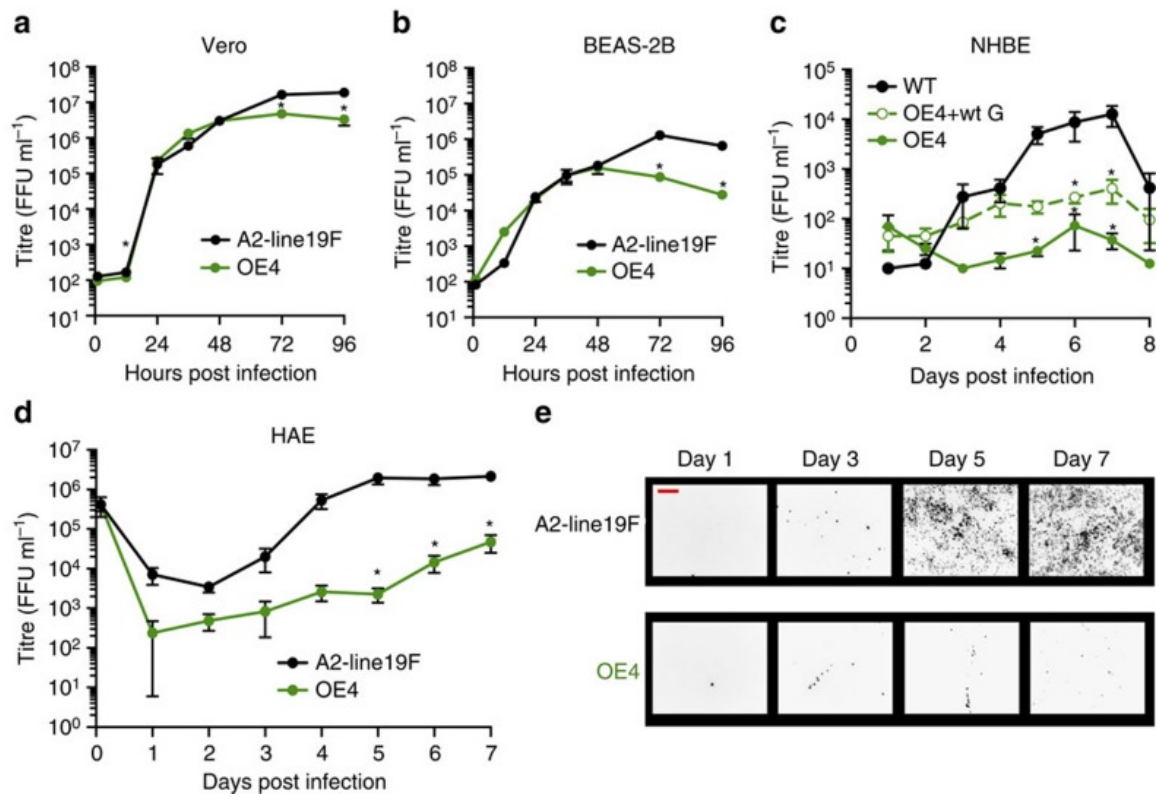 a
Vero
Titre (FFU ml⁻¹)
10⁸
10⁷
10⁶
10⁵
10⁴
10³
10²
10¹
*
*
*
A2-line19F
OE4
0 24 48 72 96
Hours post infection
b
BEAS-2B
Titre (FFU ml⁻¹)
10⁸
10⁷
10⁶
10⁵
10⁴
10³
10²
10¹
*
*
A2-line19F
OE4
0 24 48 72 96
Hours post infection
c
NHBE
Titre (FFU ml⁻¹)
10⁵
10⁴
10³
10²
10¹
10⁰
WT
OE4+wt G
OE4
* *
* * *
0 2 4 6 8
Days post infection
d
HAE
Titre (FFU ml⁻¹)
10⁷
10⁶
10⁵
10⁴
10³
10²
10¹
10⁰
*
*
*
A2-line19F
OE4
0 1 2 3 4 5 6 7
Days post infection
e
Day 1 Day 3 Day 5 Day 7
A2-line19F
OE4